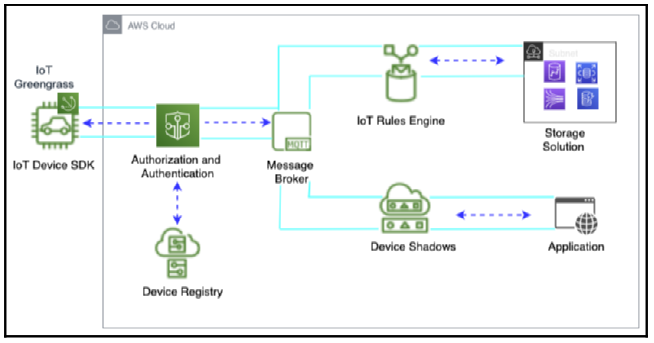 AWS Cloud
IoT
Greengrass
IoT Device SDK
Authorization and
Authentication
MQTT
Message
Broker
IoT Rules Engine
Subnet
Storage
Solution
Device Shadows
Application
Device Registry